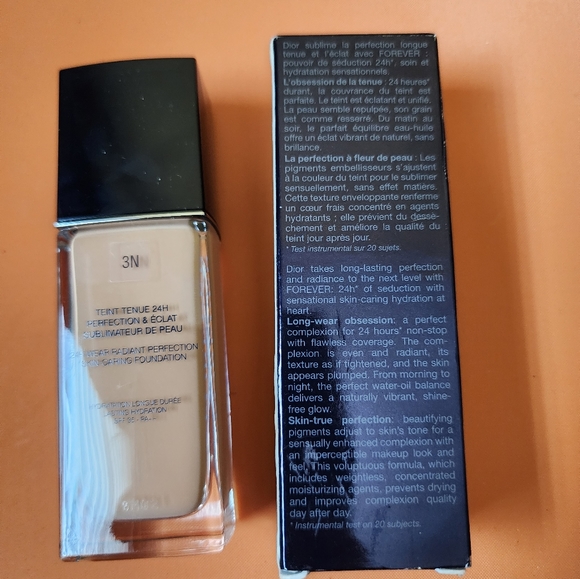 3N
TEINT TENUE 24H
PERFECTION & ÉCLAT
SUBLIMATEUR DE PEAU
WEAR RADIANT PERFECTION
CARING FOUNDATION
LONGUE DURÉE
HYDRATION
Dior sublime la perfection longue
tenue et l'éclat avec FOREVER :
pouvoir de séduction 24h*, soin et
hydratation sensationnels.
L'obsession de la tenue : 24 heures*
durant, la couvrance du teint est
parfaite. Le teint est éclatant et unifié.
La peau semble repulpée, son grain
est comme resserré. Du matin au
soir, le parfait équilibre eau-huile
offre un éclat vibrant de naturel, sans
brillance.
La perfection à fleur de peau : Les
pigments embellisseurs s'ajustent
à la couleur du teint pour le sublimer
sensuellement, sans effet matière.
Cette texture enveloppante renferme
un cœur frais concentré en agents
hydratants ; elle prévient du dessè-
chement et améliore la qualité du
teint jour après jour.
* Test instrumental sur 20 sujets.
Dior takes long-lasting perfection
and radiance to the next level with
FOREVER: 24h* of seduction with
sensational skin-caring hydration at
heart.
Long-wear obsession: a perfect
complexion for 24 hours* non-stop
with flawless coverage. The com-
plexion is even and radiant, its
texture as if tightened, and the skin
appears plumped. From morning to
night, the perfect water-oil balance
delivers a naturally vibrant, shine-
free glow.
Skin-true perfection: beautifying
pigments adjust to skin's tone for a
sensually enhanced complexion with
an imperceptible makeup look and
feel. This voluptuous formula, which
includes weightless, concentrated
moisturizing agents, prevents drying
and improves complexion quality
day after day.
* Instrumental test on 20 subjects.